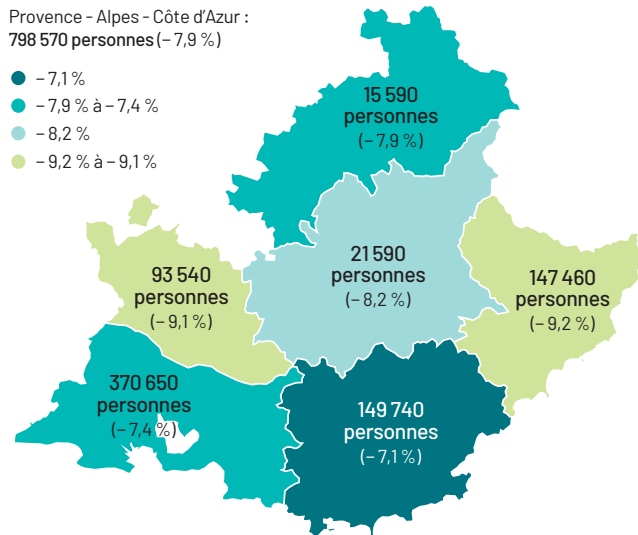 Provence - Alpes - Côte d’Azur :
798 570 personnes (– 7,9 %)
– 7,1 %
– 7,9 % à – 7,4 %
– 8,2 %
– 9,2 % à – 9,1 %
15 590
personnes
(– 7,9 %)
21 590
personnes
(– 8,2 %)
93 540
personnes
(– 9,1 %)
147 460
personnes
(– 9,2 %)
370 650
personnes
(– 7,4 %)
149 740
personnes
(– 7,1 %)